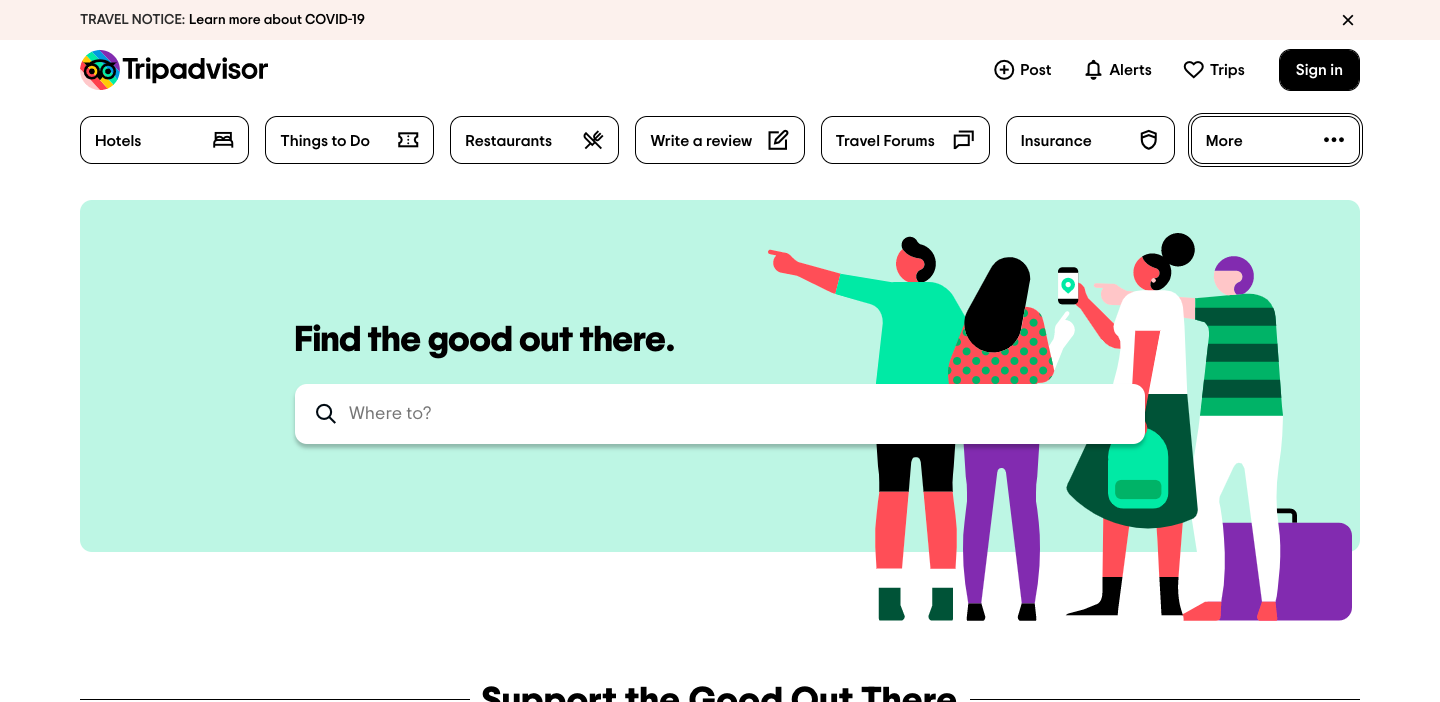 TRAVEL NOTICE: Learn more about COVID-19
Tripadvisor
Post
Alerts
Trips
Sign in
Hotels
Things to Do
Restaurants
Write a review
Travel Forums
Insurance
More
Find the good out there.
Where to?
Support the Good Out There